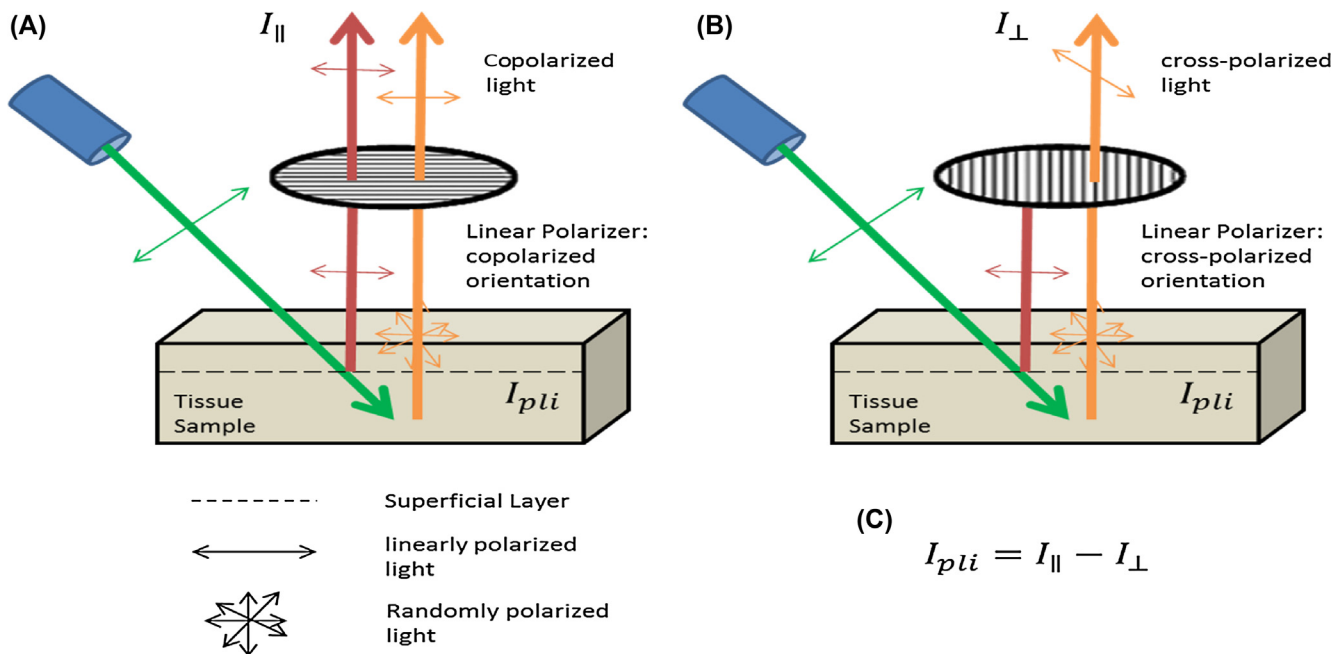 (A)
I∥
Copolarized
light
Linear Polarizer:
copolarized
orientation
I_pli
Tissue
Sample
(B)
I⊥
cross-polarized
light
Linear Polarizer:
cross-polarized
orientation
I_pli
Tissue
Sample
Superficial Layer
linearly polarized
light
Randomly polarized
light
(C)
I_pli = I∥ − I⊥